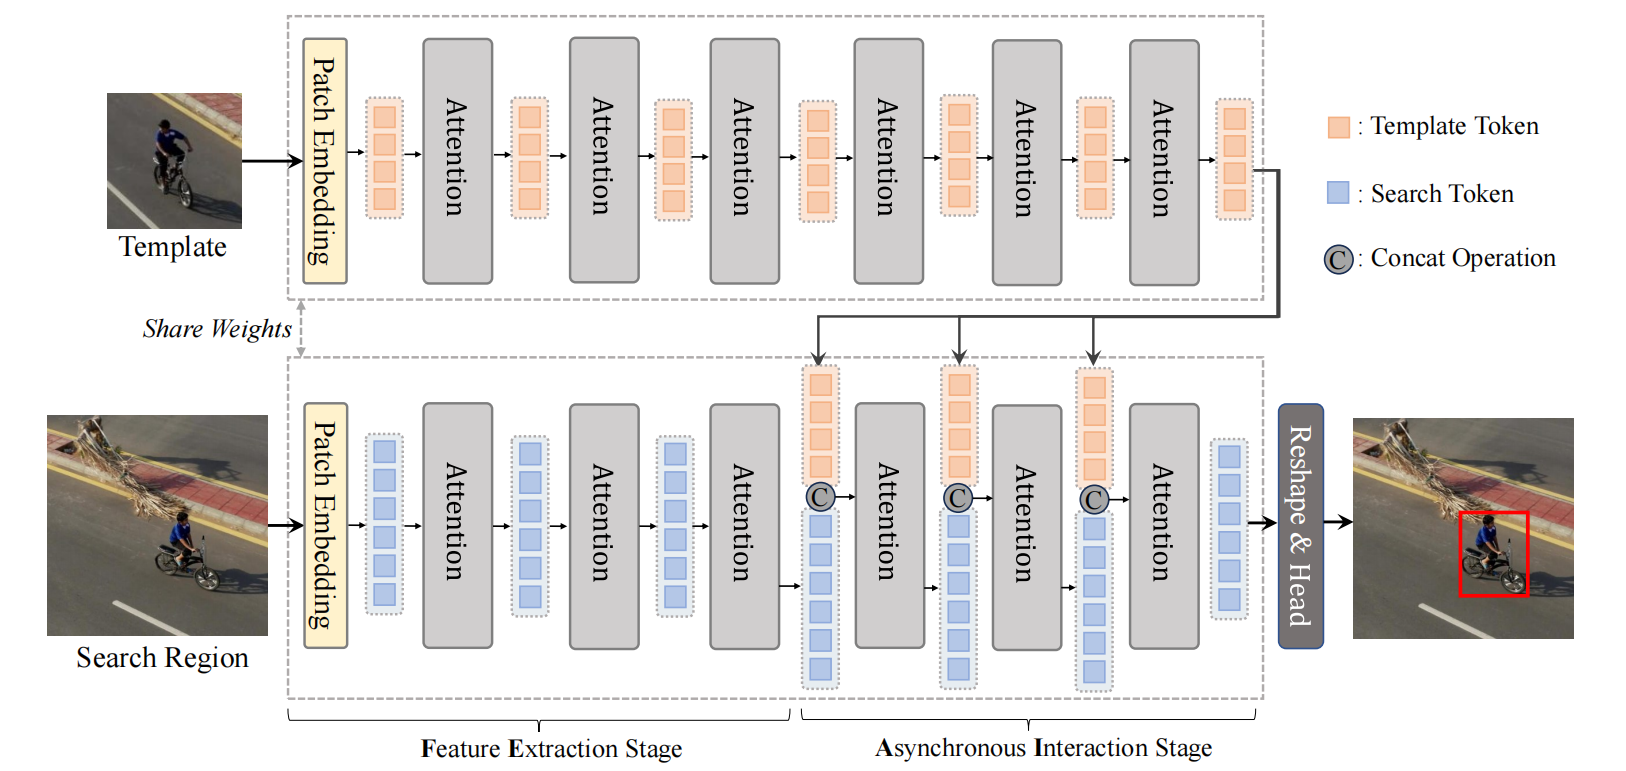 Patch Embedding
Attention
Attention
Attention
Attention
Attention
Attention
Template
: Template Token
: Search Token
C : Concat Operation
Share Weights
Patch Embedding
Attention
Attention
Attention
C
Attention
C
Attention
C
Attention
Reshape & Head
Search Region
Feature Extraction Stage
Asynchronous Interaction Stage